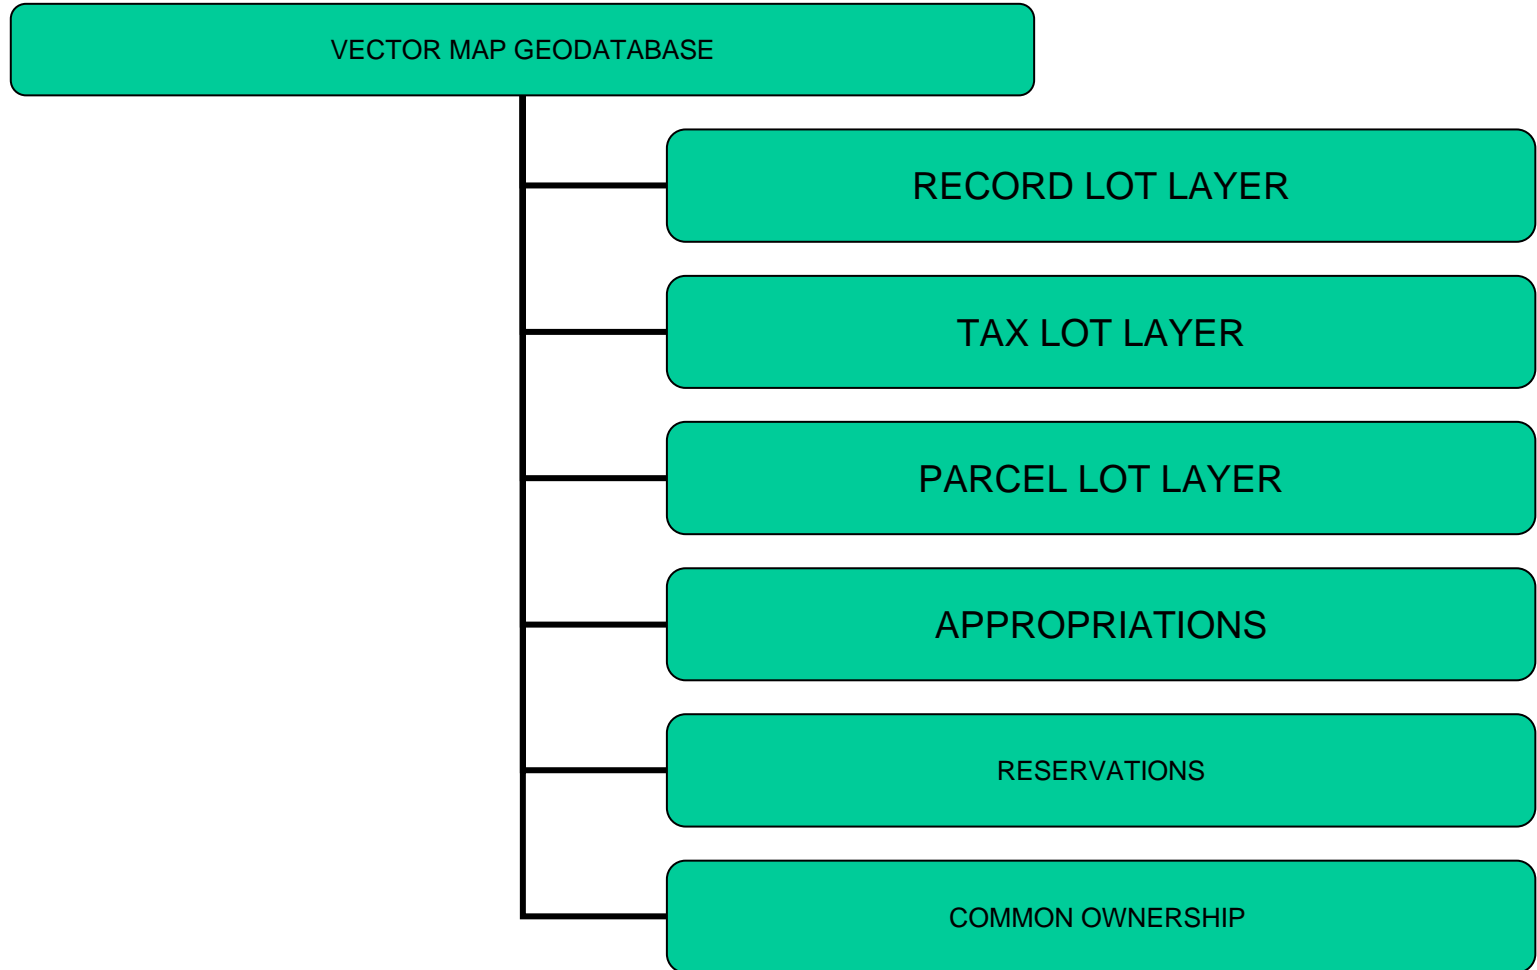 VECTOR MAP GEODATABASE
RECORD LOT LAYER
TAX LOT LAYER
PARCEL LOT LAYER
APPROPRIATIONS
RESERVATIONS
COMMON OWNERSHIP